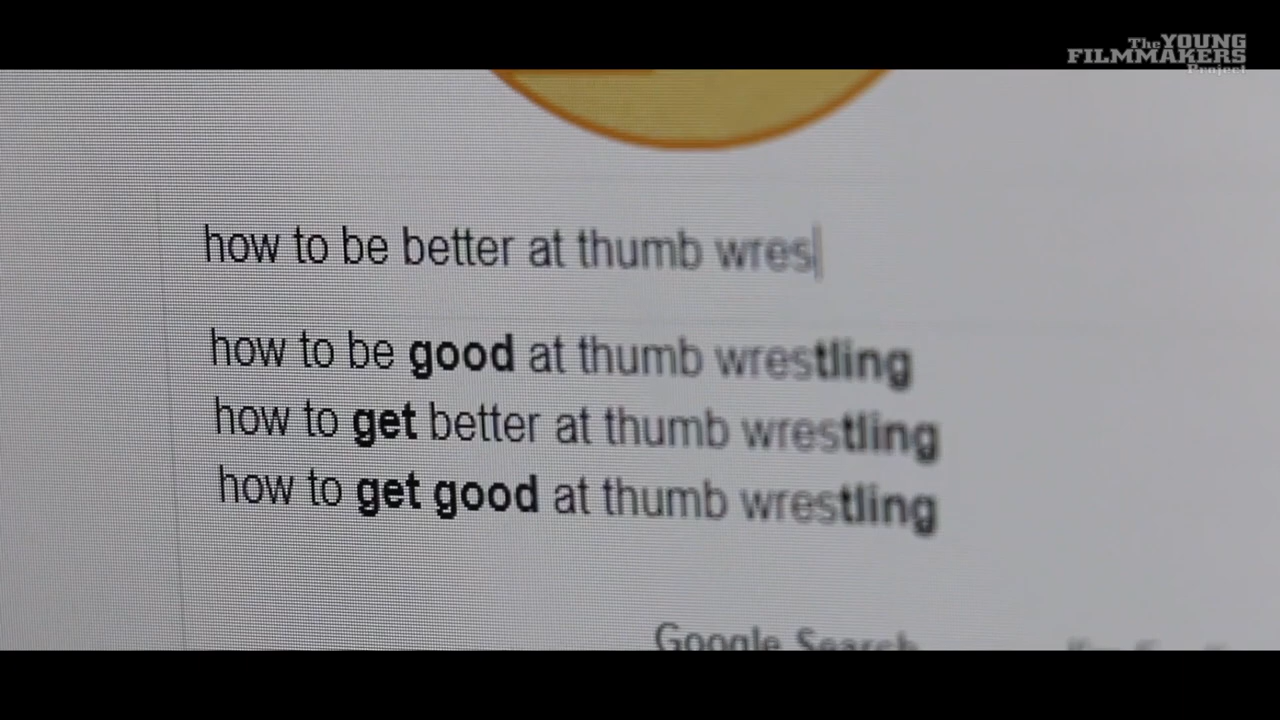 The YOUNG
FILMMAKERS
Project
how to be better at thumb wres
how to be good at thumb wrestling
how to get better at thumb wrestling
how to get good at thumb wrestling
Google Search